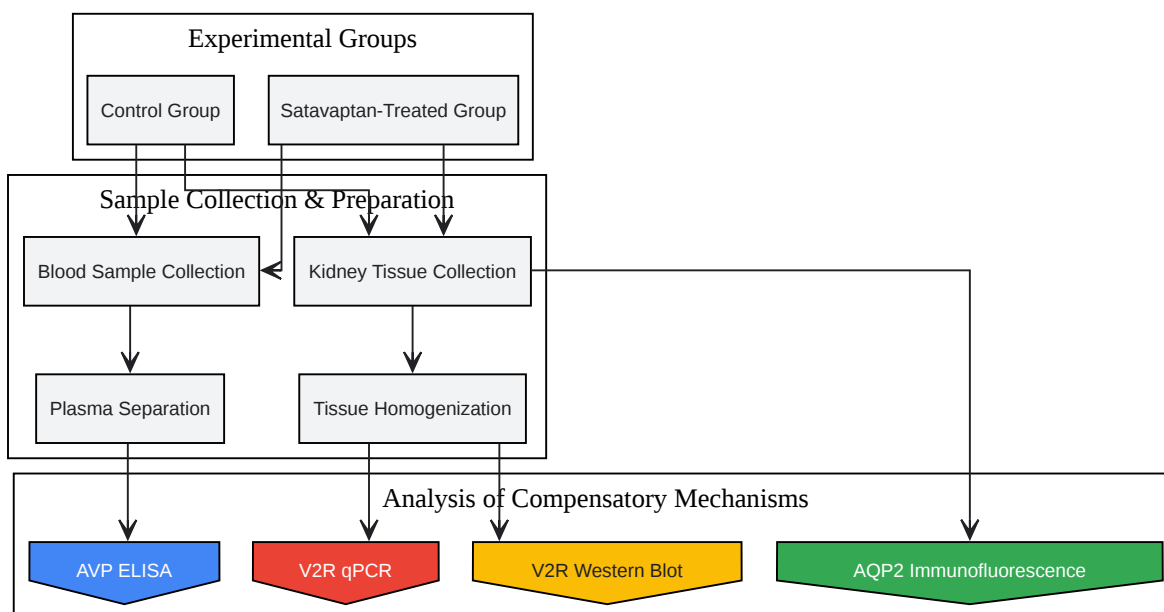 Experimental Groups
Control Group
Satavaptan-Treated Group
Sample Collection & Preparation
Blood Sample Collection
Kidney Tissue Collection
Plasma Separation
Tissue Homogenization
Analysis of Compensatory Mechanisms
AVP ELISA
V2R qPCR
V2R Western Blot
AQP2 Immunofluorescence